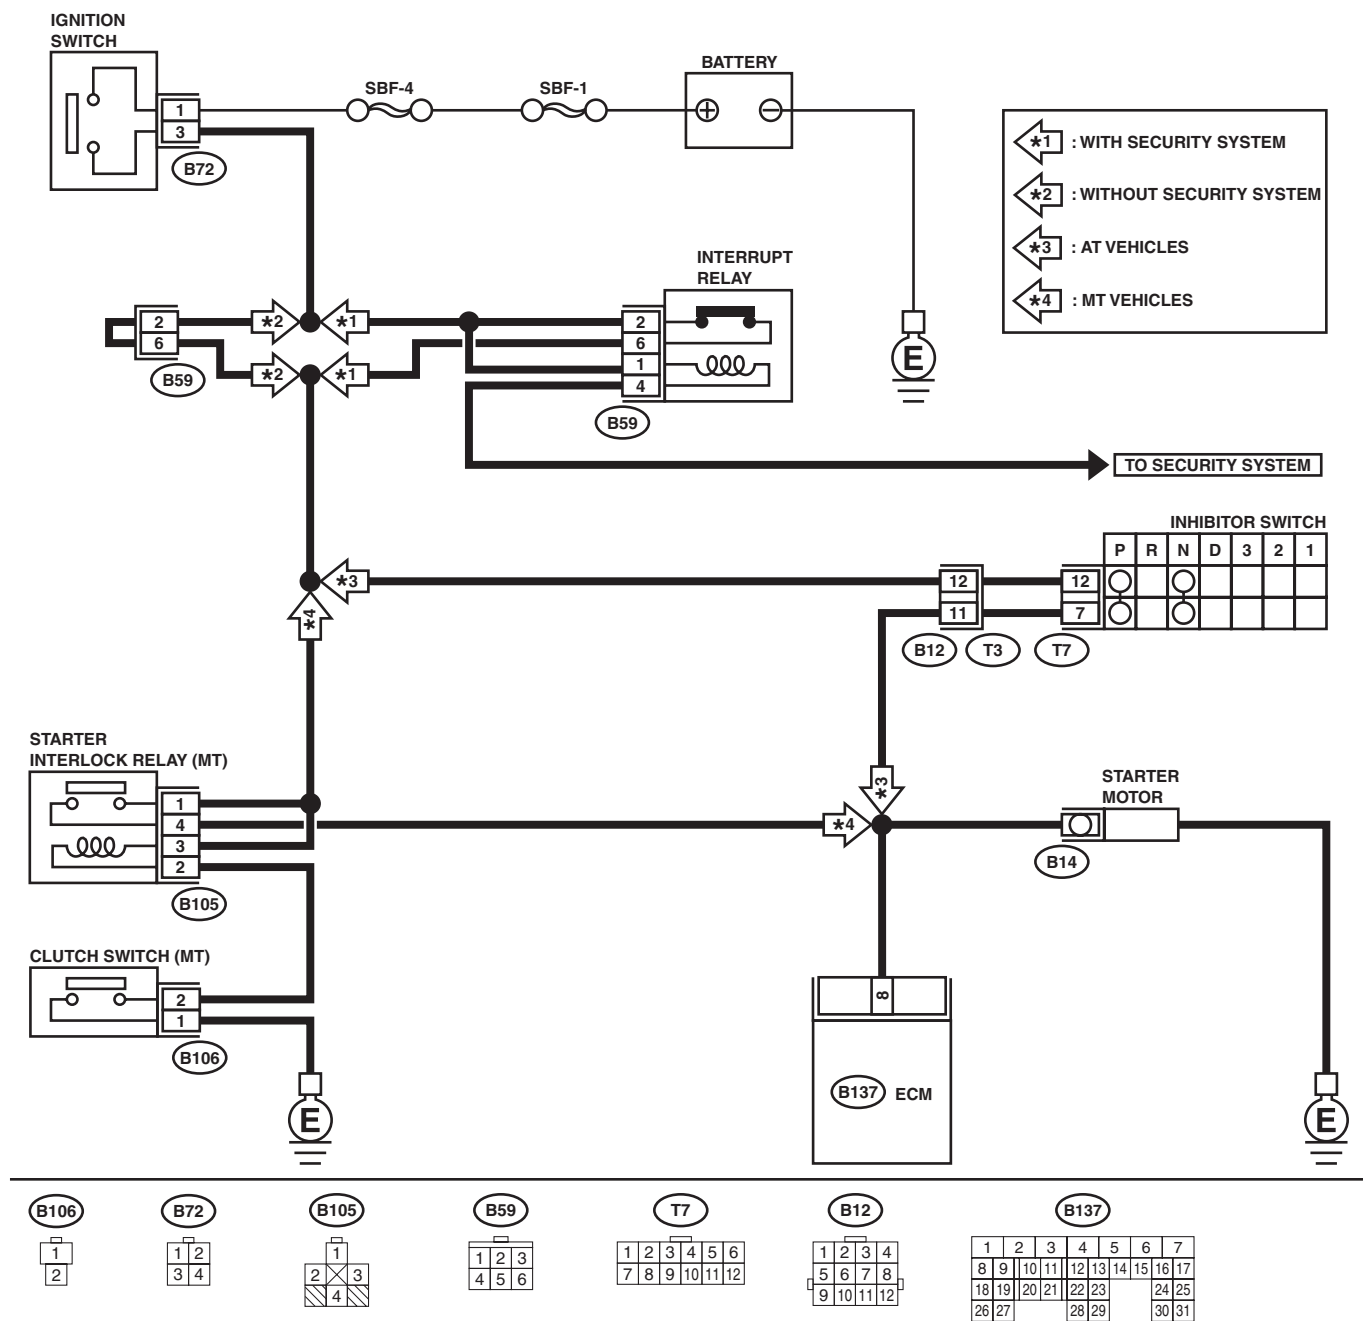 IGNITION
SWITCH
1
3
B72
SBF-4
SBF-1
BATTERY
+
−
*1 : WITH SECURITY SYSTEM
*2 : WITHOUT SECURITY SYSTEM
*3 : AT VEHICLES
*4 : MT VEHICLES
INTERRUPT
RELAY
2
6
B59
*2
*1
*2
*1
2
6
1
4
B59
E
TO SECURITY SYSTEM
INHIBITOR SWITCH
P R N D 3 2 1
*3
12
11
12
7
B12
T3
T7
*4
STARTER
INTERLOCK RELAY (MT)
1
4
3
2
B105
*3
*4
STARTER
MOTOR
B14
CLUTCH SWITCH (MT)
2
1
B106
8
B137 ECM
E
E
B106 B72 B105 B59 T7 B12 B137
1
2
1 2
3 4
1
2 3
4
1 2 3
4 5 6
1 2 3 4 5 6
7 8 9 10 11 12
1 2 3 4
5 6 7 8
9 10 11 12
1 2 3 4 5 6 7
8 9 10 11 12 13 14 15 16 17
18 19 20 21 22 23 24 25
26 27 28 29 30 31